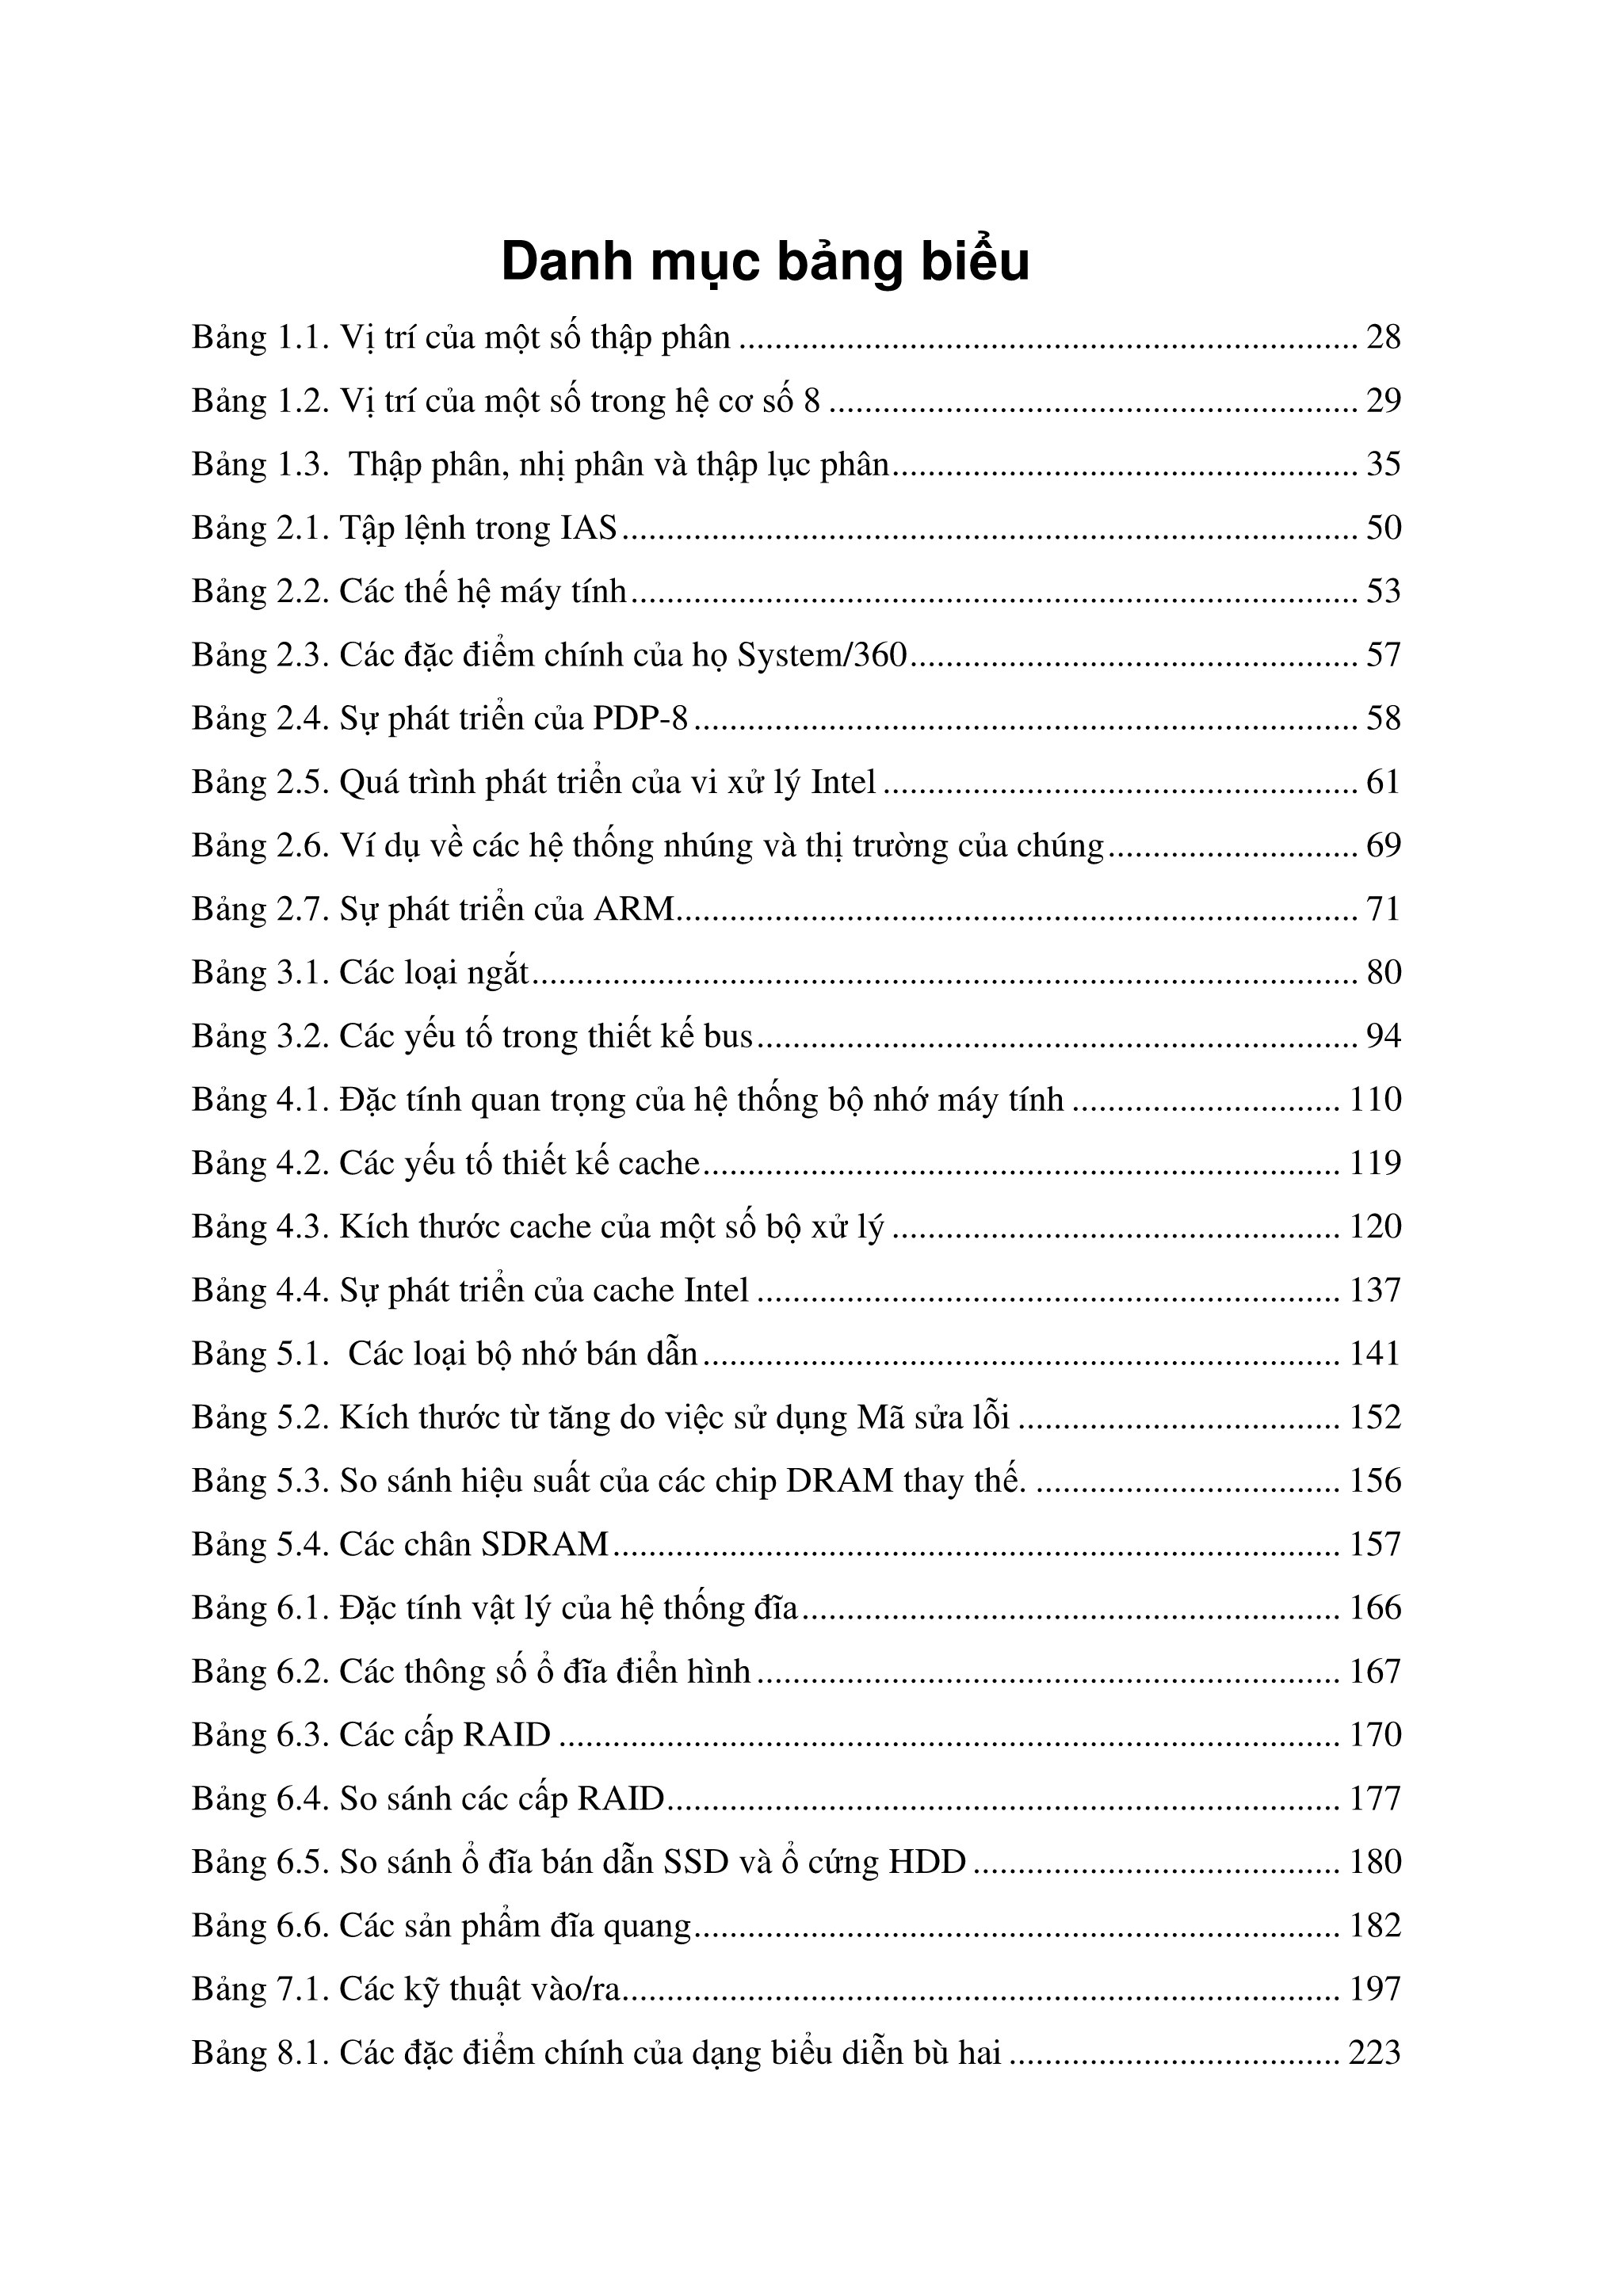 Danh mục bảng biểu
Bảng 1.1. Vị trí của một số thập phân ..................................................................... 28
Bảng 1.2. Vị trí của một số trong hệ cơ số 8 ........................................................... 29
Bảng 1.3.  Thập phân, nhị phân và thập lục phân.................................................... 35
Bảng 2.1. Tập lệnh trong IAS.................................................................................. 50
Bảng 2.2. Các thế hệ máy tính................................................................................. 53
Bảng 2.3. Các đặc điểm chính của họ System/360.................................................. 57
Bảng 2.4. Sự phát triển của PDP-8.......................................................................... 58
Bảng 2.5. Quá trình phát triển của vi xử lý Intel ..................................................... 61
Bảng 2.6. Ví dụ về các hệ thống nhúng và thị trường của chúng............................ 69
Bảng 2.7. Sự phát triển của ARM............................................................................ 71
Bảng 3.1. Các loại ngắt............................................................................................ 80
Bảng 3.2. Các yếu tố trong thiết kế bus................................................................... 94
Bảng 4.1. Đặc tính quan trọng của hệ thống bộ nhớ máy tính .............................. 110
Bảng 4.2. Các yếu tố thiết kế cache....................................................................... 119
Bảng 4.3. Kích thước cache của một số bộ xử lý .................................................. 120
Bảng 4.4. Sự phát triển của cache Intel ................................................................. 137
Bảng 5.1.  Các loại bộ nhớ bán dẫn....................................................................... 141
Bảng 5.2. Kích thước từ tăng do việc sử dụng Mã sửa lỗi .................................... 152
Bảng 5.3. So sánh hiệu suất của các chip DRAM thay thế. .................................. 156
Bảng 5.4. Các chân SDRAM................................................................................. 157
Bảng 6.1. Đặc tính vật lý của hệ thống đĩa............................................................ 166
Bảng 6.2. Các thông số ổ đĩa điển hình ................................................................. 167
Bảng 6.3. Các cấp RAID ....................................................................................... 170
Bảng 6.4. So sánh các cấp RAID........................................................................... 177
Bảng 6.5. So sánh ổ đĩa bán dẫn SSD và ổ cứng HDD ......................................... 180
Bảng 6.6. Các sản phẩm đĩa quang........................................................................ 182
Bảng 7.1. Các kỹ thuật vào/ra................................................................................ 197
Bảng 8.1. Các đặc điểm chính của dạng biểu diễn bù hai ..................................... 223